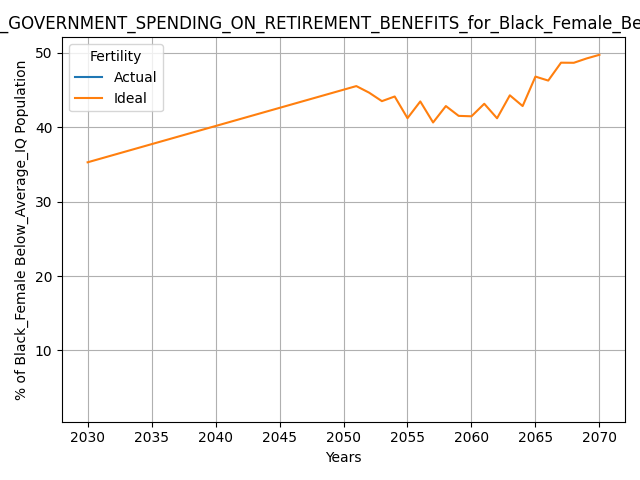 _GOVERNMENT_SPENDING_ON_RETIREMENT_BENEFITS_for_Black_Female_Be
Fertility
Actual
Ideal
% of Black_Female Below_Average_IQ Population
50
40
30
20
10
2030 2035 2040 2045 2050 2055 2060 2065 2070
Years